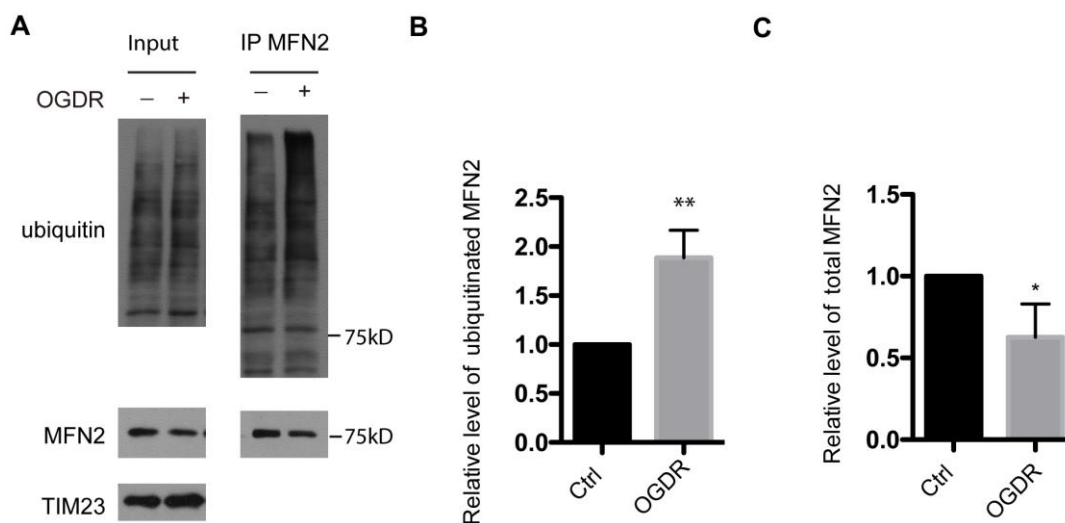 A
Input
IP MFN2
OGDR
– +
– +
ubiquitin
75kD
MFN2
75kD
TIM23
B
Relative level of ubiquitinated MFN2
2.5
2.0
1.5
1.0
0.5
0.0
**
Ctrl
OGDR
C
Relative level of total MFN2
1.5
1.0
0.5
0.0
*
Ctrl
OGDR